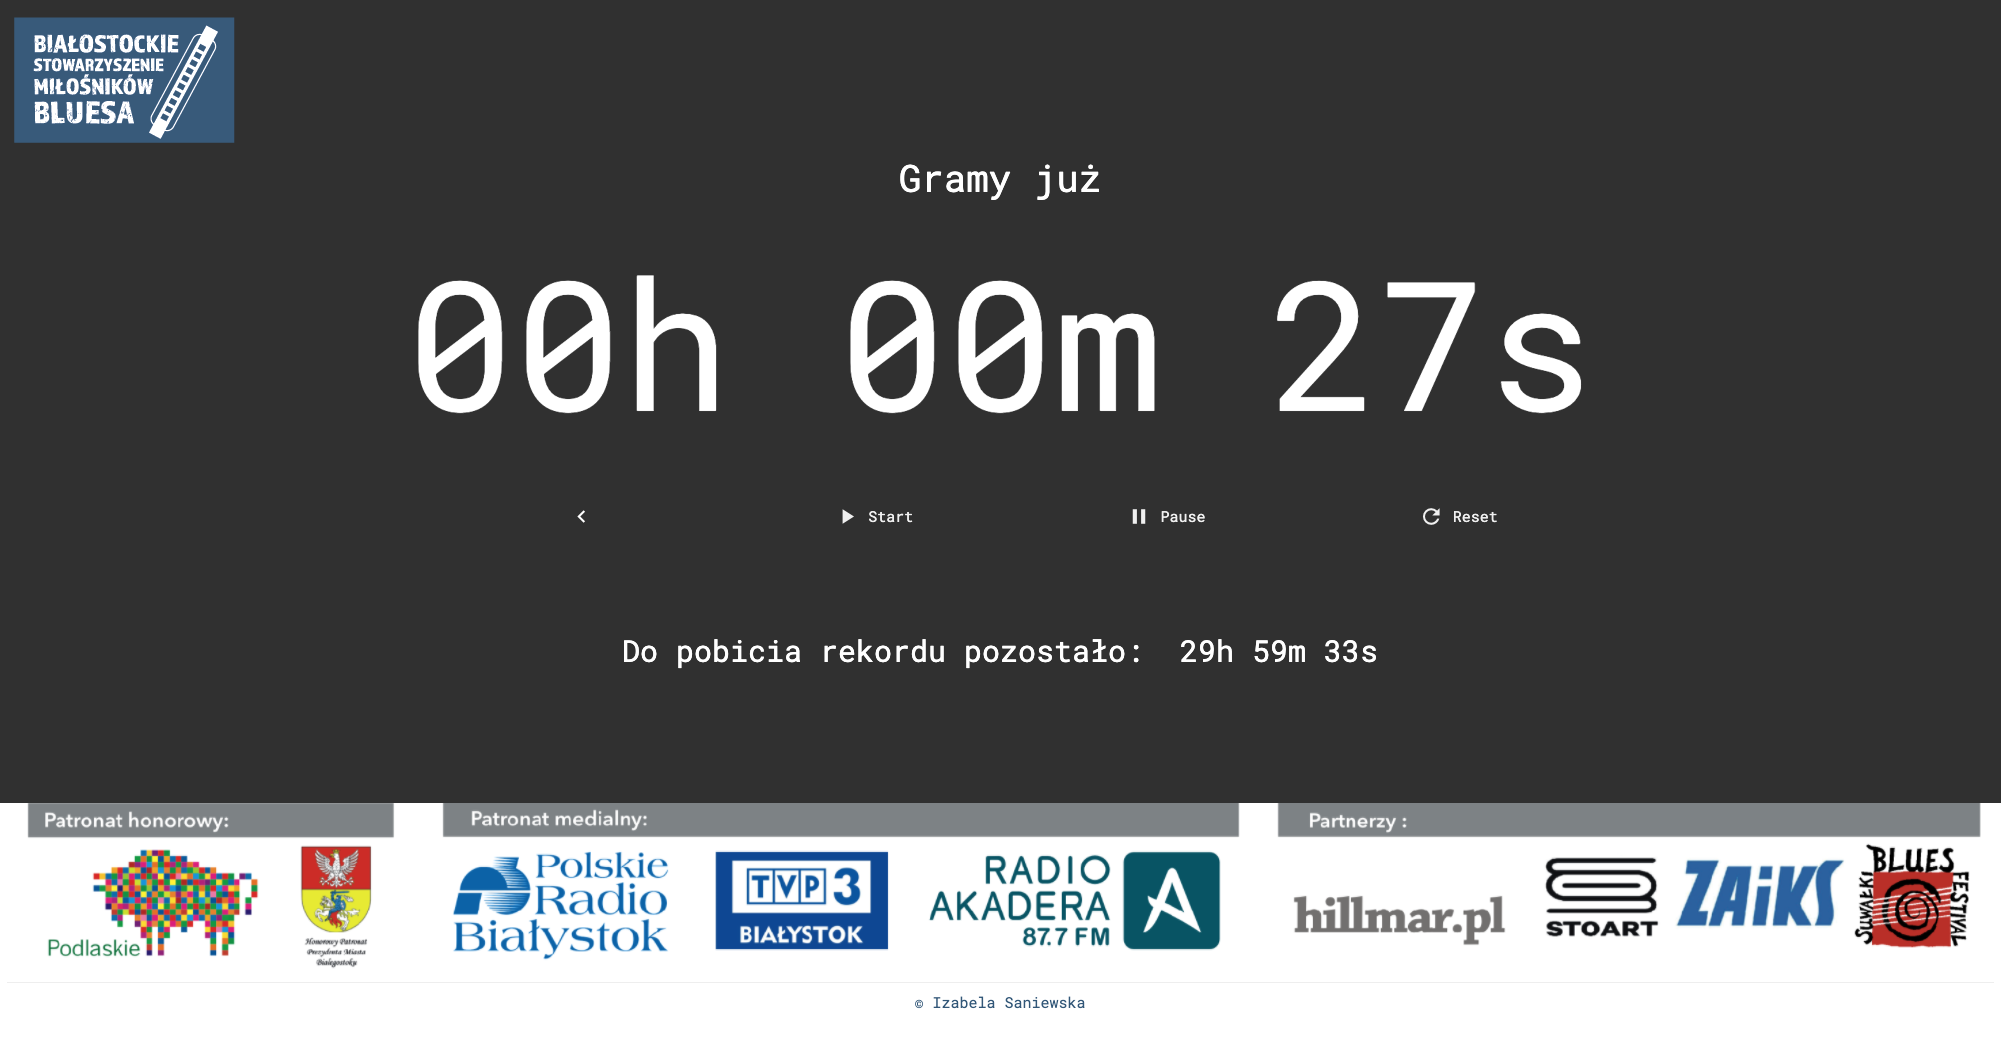 BIAŁOSTOCKIE
STOWARZYSZENIE
MIŁOŚNIKÓW
BLUESA
Gramy już
00h 00m 27s
Start
Pause
Reset
Do pobicia rekordu pozostało: 29h 59m 33s
Patronat honorowy:
Podlaskie
Honorowy Patronat
Prezydenta Miasta
Białegostoku
Patronat medialny:
Polskie
Radio
Białystok
TVP 3
BIAŁYSTOK
RADIO
AKADERA
87.7 FM
A
Partnerzy :
hillmar.pl
STOART
ZAiKS
SUWAŁKI
BLUES
FESTIVAL
© Izabela Saniewska